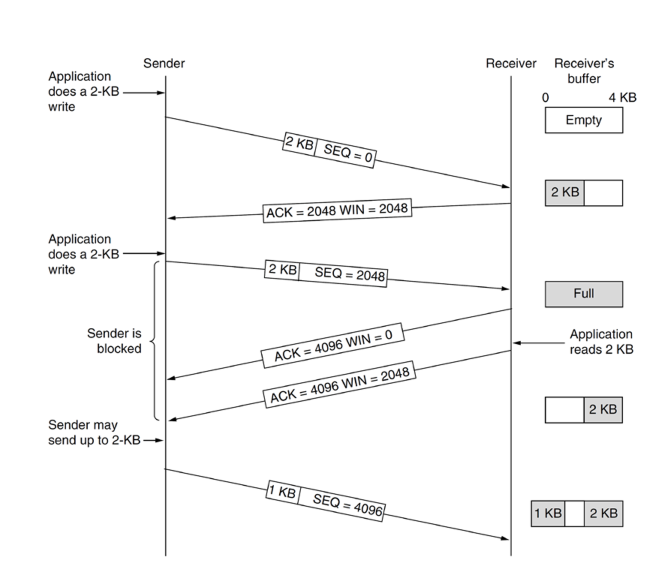 Sender
Receiver
Receiver's
buffer
Application
does a 2-KB
write
0
4 KB
Empty
2 KB SEQ = 0
2 KB
ACK = 2048 WIN = 2048
Application
does a 2-KB
write
2 KB SEQ = 2048
Full
Sender is
blocked
ACK = 4096 WIN = 0
Application
reads 2 KB
ACK = 4096 WIN = 2048
2 KB
Sender may
send up to 2-KB
1 KB SEQ = 4096
1 KB
2 KB